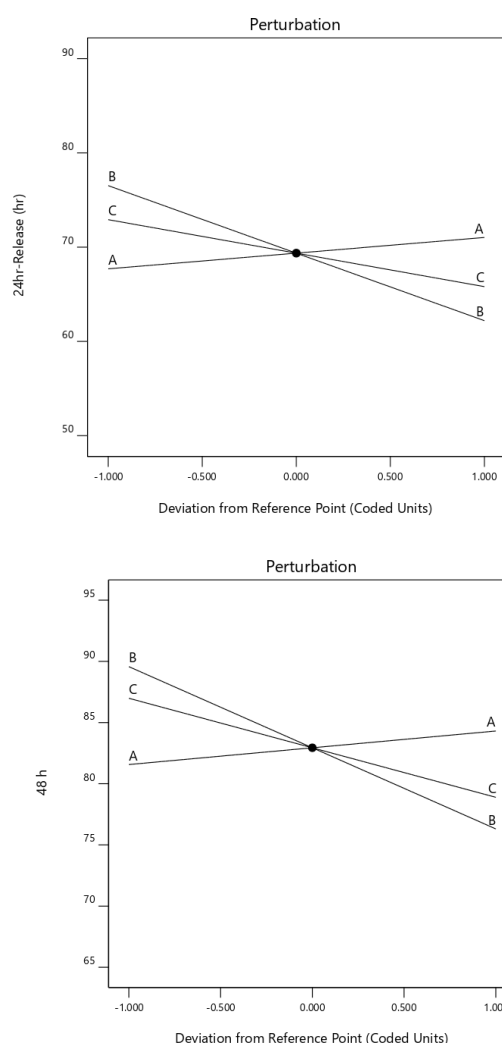 Perturbation
24hr-Release (hr)
90
80
70
60
50
B
C
A
A
C
B
-1.000
-0.500
0.000
0.500
1.000
Deviation from Reference Point (Coded Units)
Perturbation
48 h
95
90
85
80
75
70
65
B
C
A
A
C
B
-1.000
-0.500
0.000
0.500
1.00
Deviation from Reference Point (Coded Units)